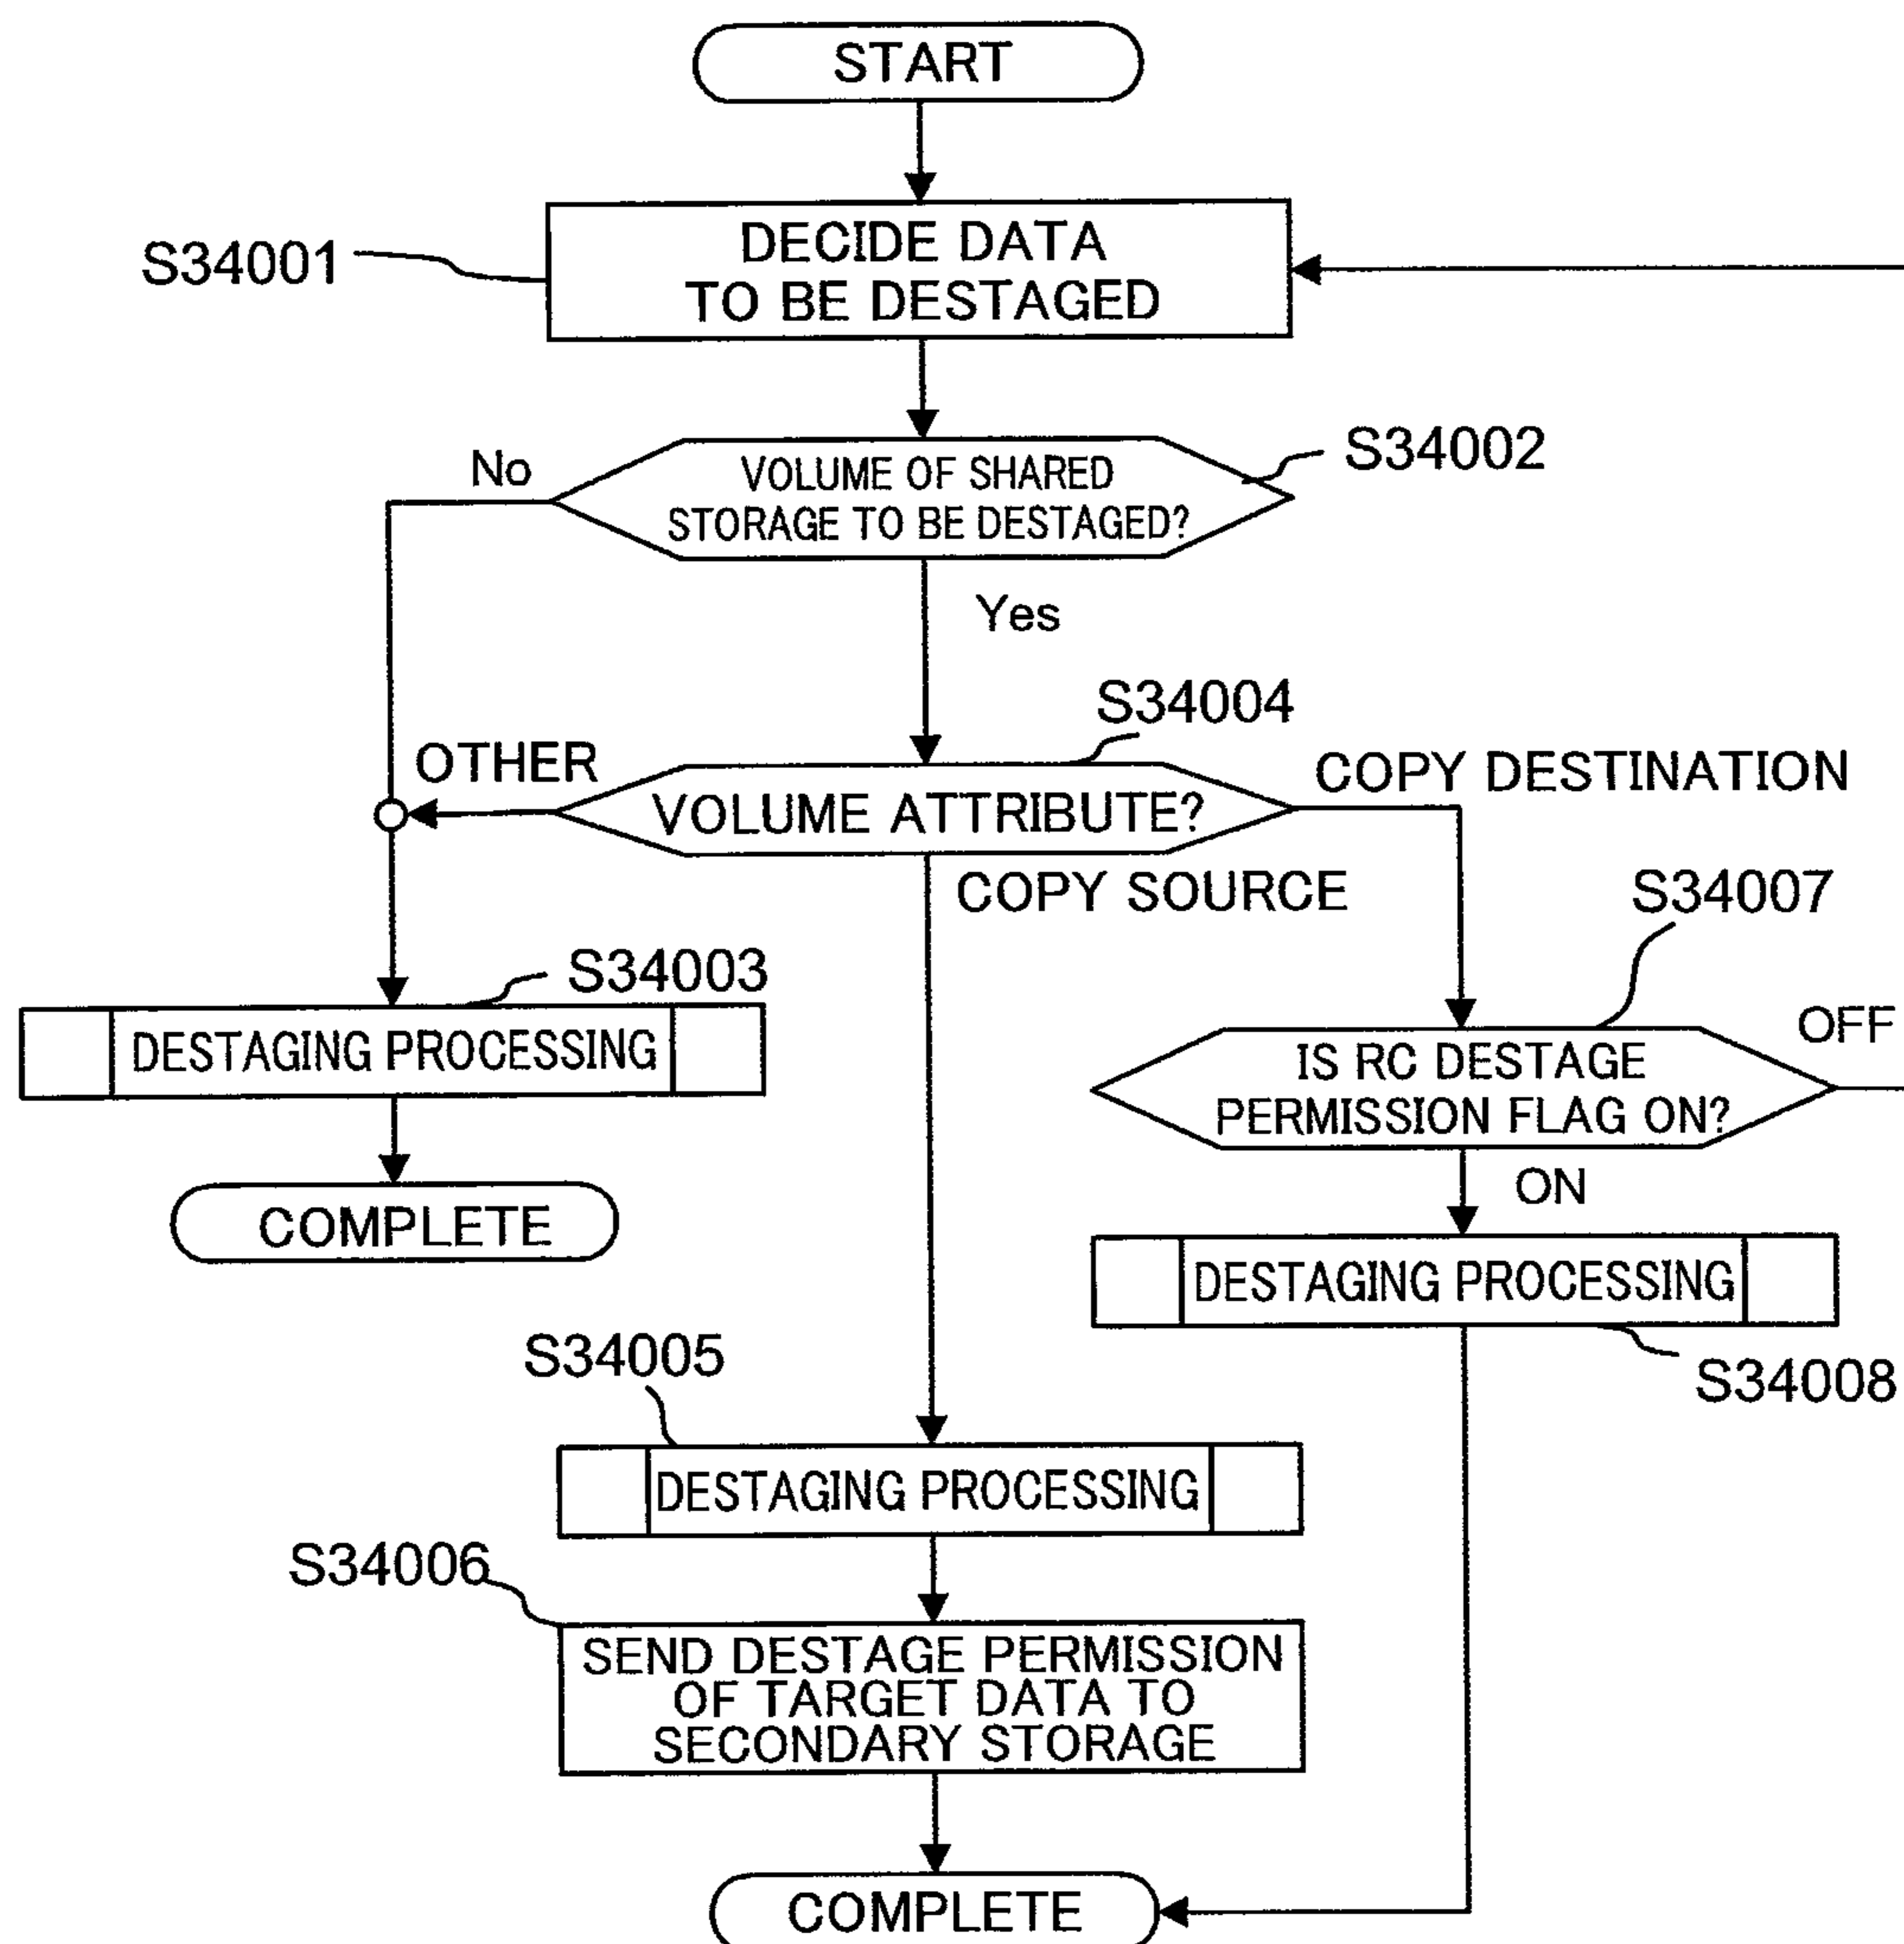 START
S34001
DECIDE DATA
TO BE DESTAGED
No
VOLUME OF SHARED
STORAGE TO BE DESTAGED?
S34002
Yes
S34004
OTHER
VOLUME ATTRIBUTE?
COPY DESTINATION
COPY SOURCE
S34007
S34003
DESTAGING PROCESSING
IS RC DESTAGE
PERMISSION FLAG ON?
OFF
ON
COMPLETE
DESTAGING PROCESSING
S34008
S34005
DESTAGING PROCESSING
S34006
SEND DESTAGE PERMISSION
OF TARGET DATA TO
SECONDARY STORAGE
COMPLETE